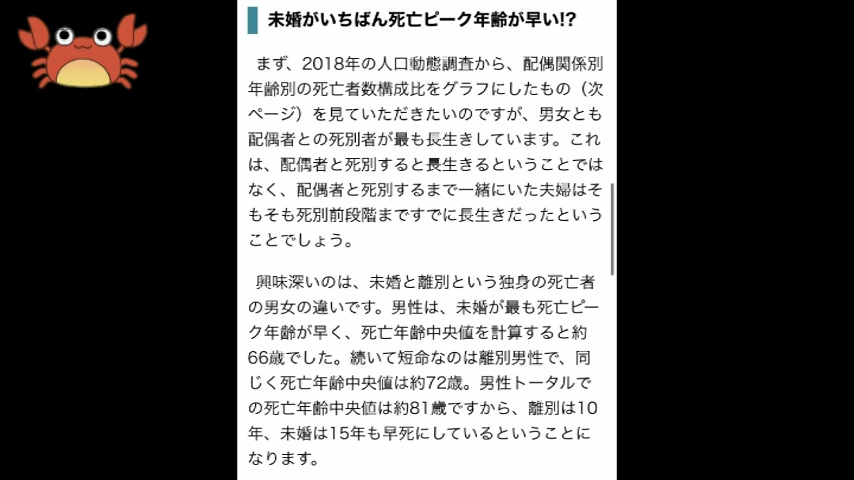 未婚がいちばん死亡ピーク年齢が早い!?
まず、2018年の人口動態調査から、配偶関係別
年齢別の死亡者数構成比をグラフにしたもの（次
ページ）を見ていただきたいのですが、男女とも
配偶者との死別者が最も長生きしています。これ
は、配偶者と死別すると長生きるということでは
なく、配偶者と死別するまで一緒にいた夫婦はそ
もそも死別前段階まですでに長生きだったという
ことでしょう。
興味深いのは、未婚と離別という独身の死亡者
の男女の違いです。男性は、未婚が最も死亡ピー
ク年齢が早く、死亡年齢中央値を計算すると約
66歳でした。続いて短命なのは離別男性で、同
じく死亡年齢中央値は約72歳。男性トータルで
の死亡年齢中央値は約81歳ですから、離別は10
年、未婚は15年も早死にしているということに
なります。